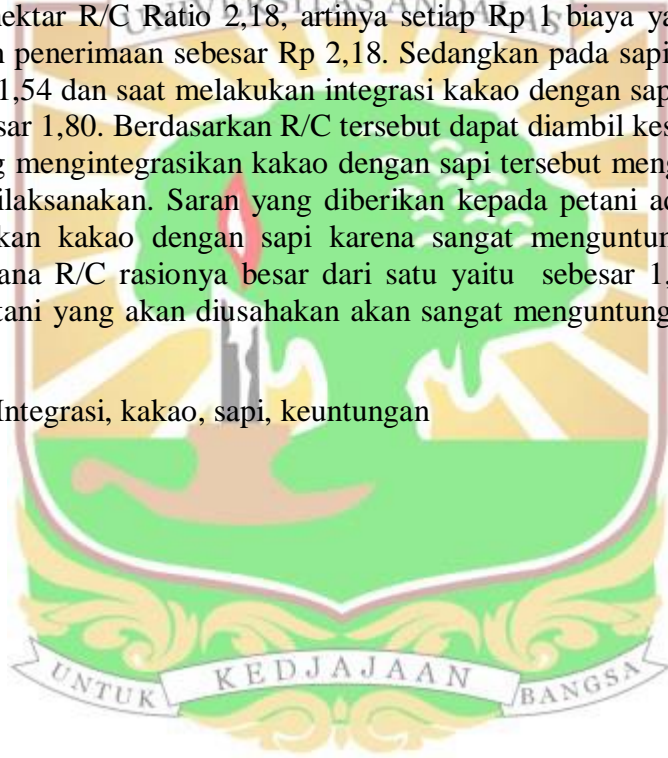 nektar R/C Ratio 2,18, artinya setiap Rp 1 biaya ya
penerimaan sebesar Rp 2,18. Sedangkan pada sapi
1,54 dan saat melakukan integrasi kakao dengan sap
sar 1,80. Berdasarkan R/C tersebut dapat diambil kes
g mengintegrasikan kakao dengan sapi tersebut meng
ilaksanakan. Saran yang diberikan kepada petani ad
kan kakao dengan sapi karena sangat menguntun
ana R/C rasionya besar dari satu yaitu sebesar 1,
tani yang akan diusahakan akan sangat menguntung
Integrasi, kakao, sapi, keuntungan
UNIVERSITAS ANDALAS
UNTUK KEDJAJAAN BANGSA